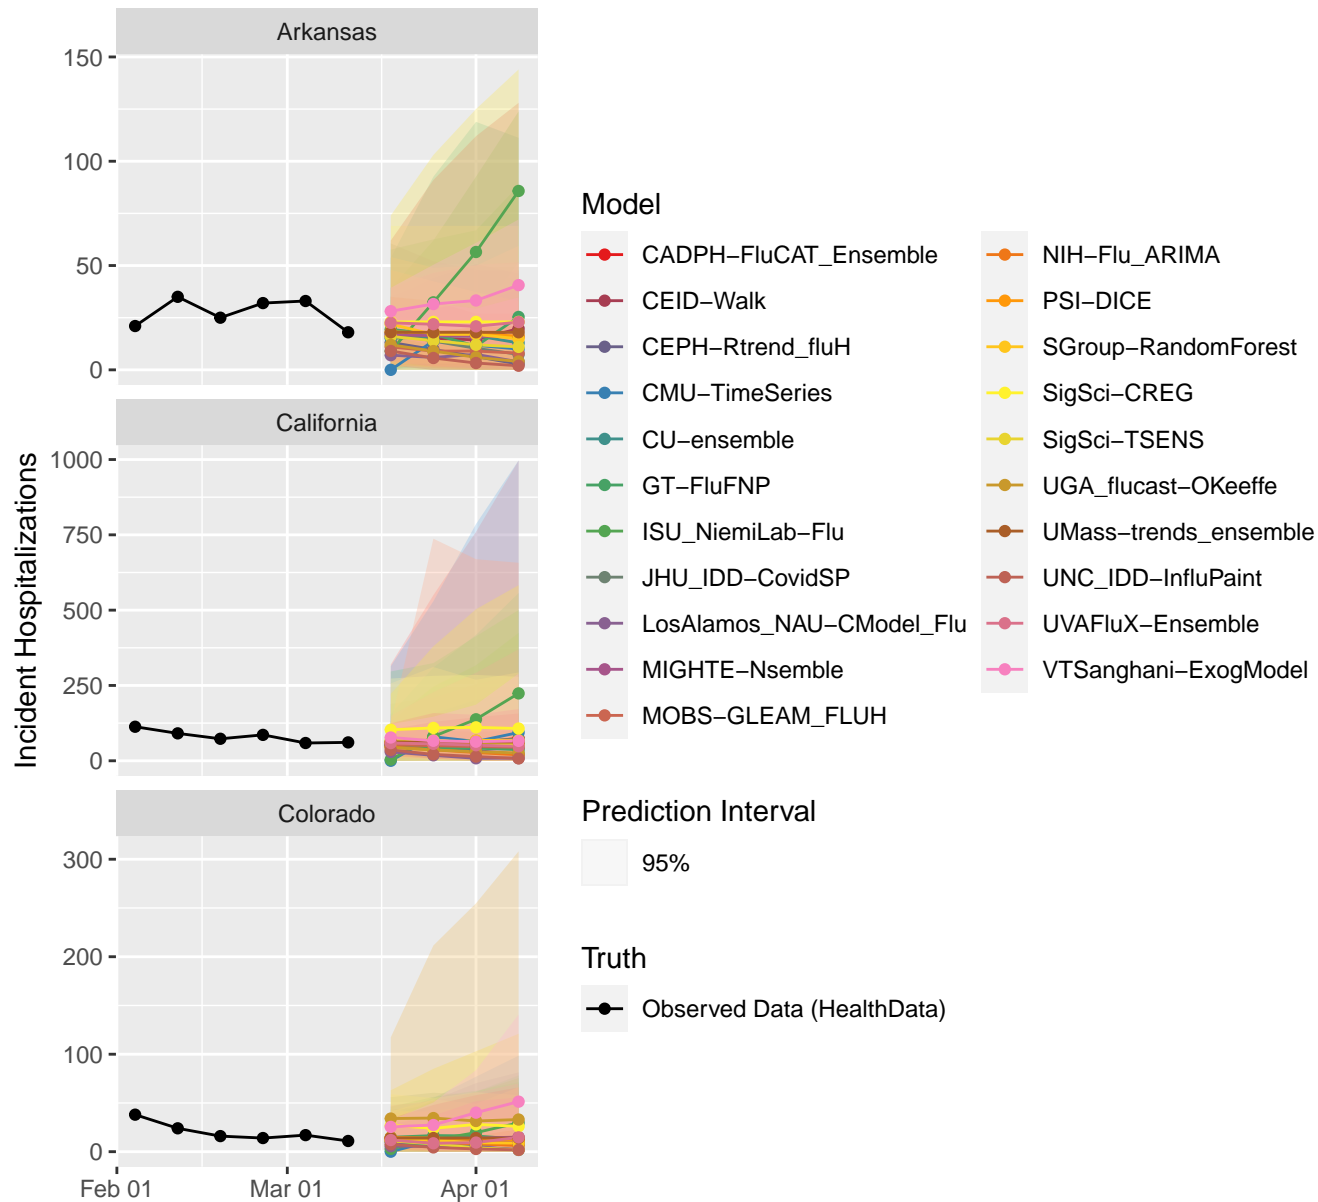 Arkansas
150
100
50
0
California
1000
750
500
250
0
Colorado
300
200
100
0
Feb 01
Mar 01
Apr 01
Incident Hospitalizations
Model
CADPH−FluCAT_Ensemble
CEID−Walk
CEPH−Rtrend_fluH
CMU−TimeSeries
CU−ensemble
GT−FluFNP
ISU_NiemiLab−Flu
JHU_IDD−CovidSP
LosAlamos_NAU−CModel_Flu
MIGHTE−Nsemble
MOBS−GLEAM_FLUH
NIH−Flu_ARIMA
PSI−DICE
SGroup−RandomForest
SigSci−CREG
SigSci−TSENS
UGA_flucast−OKeeffe
UMass−trends_ensemble
UNC_IDD−InfluPaint
UVAFluX−Ensemble
VTSanghani−ExogModel
Prediction Interval
95%
Truth
Observed Data (HealthData)